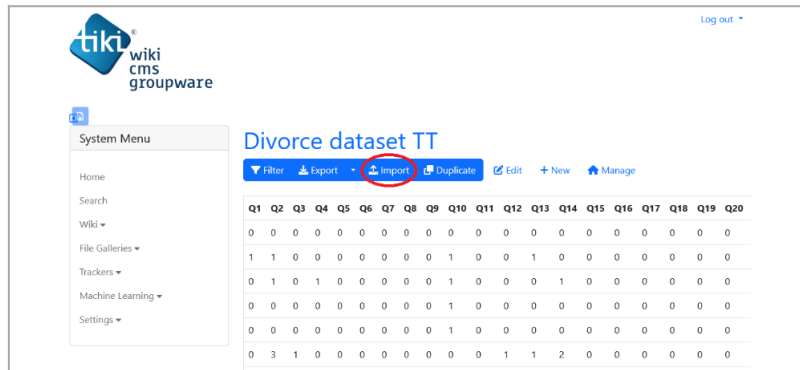 Log out
tiki®
wiki
cms
groupware
System Menu
Home
Search
Wiki
File Galleries
Trackers
Machine Learning
Settings
Divorce dataset TT
Filter Export Import Duplicate Edit + New Manage
Q1 Q2 Q3 Q4 Q5 Q6 Q7 Q8 Q9 Q10 Q11 Q12 Q13 Q14 Q15 Q16 Q17 Q18 Q19 Q20
0 0 0 0 0 0 0 0 0 0 0 0 0 0 0 0 0 0 0 0
1 1 0 0 0 0 0 0 0 1 0 0 1 0 0 0 0 0 0 0
0 1 0 1 0 0 0 0 0 1 0 0 0 1 0 0 0 0 0 0
0 0 0 0 0 0 0 0 0 1 0 0 0 0 0 0 0 0 0 0
0 0 0 0 0 0 0 0 0 1 0 0 0 0 0 0 0 0 0 0
0 3 1 0 0 0 0 0 0 0 0 1 1 2 0 0 0 0 0 0